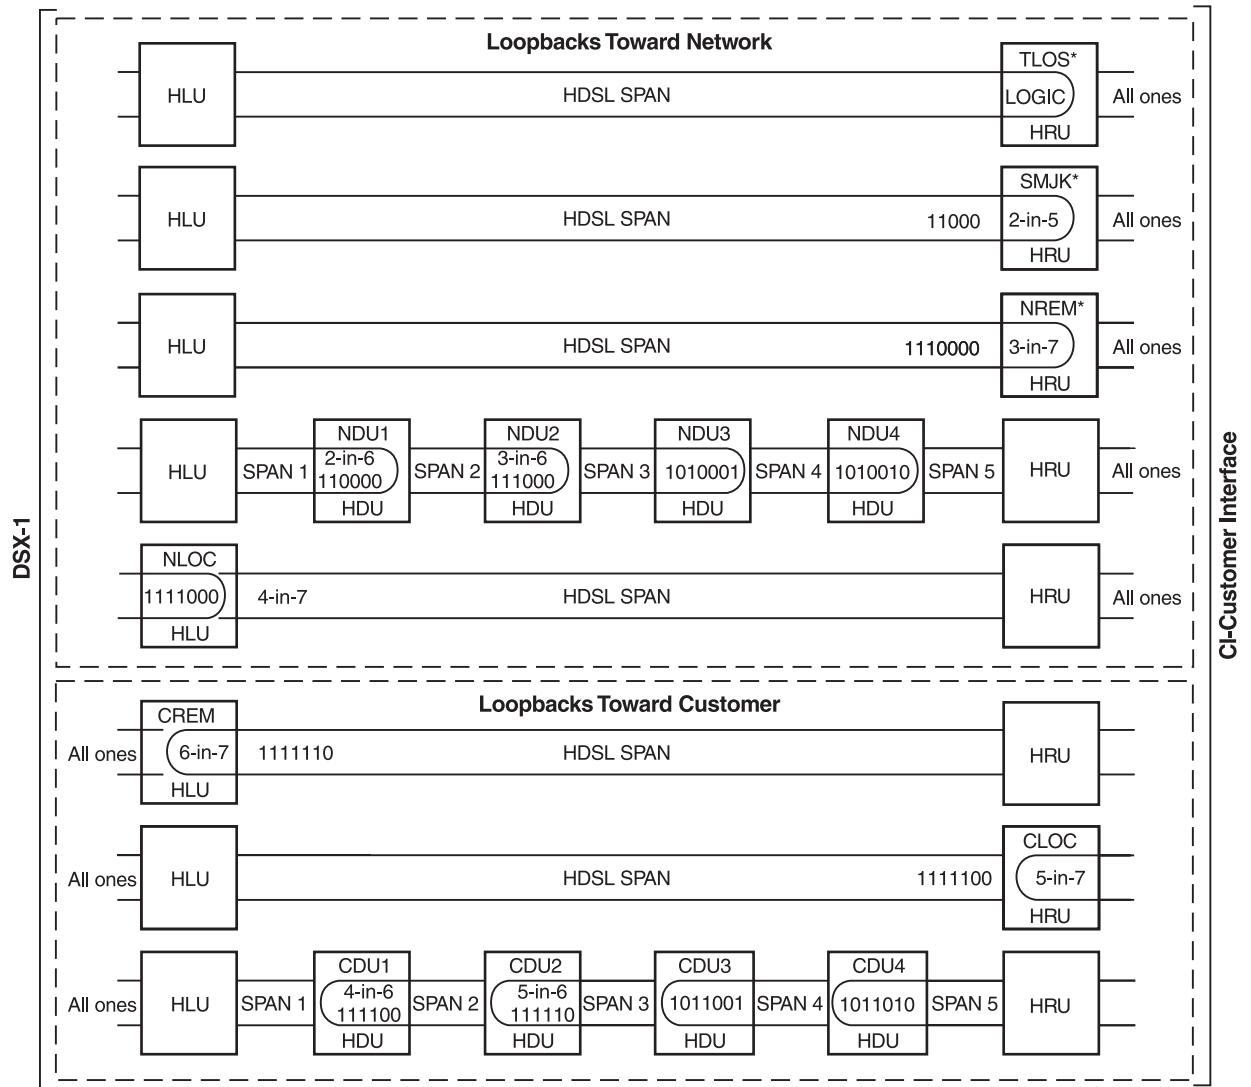 Loopbacks Toward Network
HLU
HDSL SPAN
TLOS*
LOGIC
HRU
All ones
HLU
HDSL SPAN
11000
SMJK*
2-in-5
HRU
All ones
HLU
HDSL SPAN
1110000
NREM*
3-in-7
HRU
All ones
HLU
SPAN 1
NDU1
2-in-6
110000
HDU
SPAN 2
NDU2
3-in-6
111000
HDU
SPAN 3
NDU3
1010001
HDU
SPAN 4
NDU4
1010010
HDU
SPAN 5
HRU
All ones
NLOC
1111000
HLU
4-in-7
HDSL SPAN
HRU
All ones
DSX-1
CI-Customer Interface
Loopbacks Toward Customer
All ones
CREM
6-in-7
HLU
1111110
HDSL SPAN
HRU
All ones
HLU
HDSL SPAN
1111100
CLOC
5-in-7
HRU
All ones
HLU
SPAN 1
CDU1
4-in-6
111100
HDU
SPAN 2
CDU2
5-in-6
111110
HDU
SPAN 3
CDU3
1011001
HDU
SPAN 4
CDU4
1011010
HDU
SPAN 5
HRU